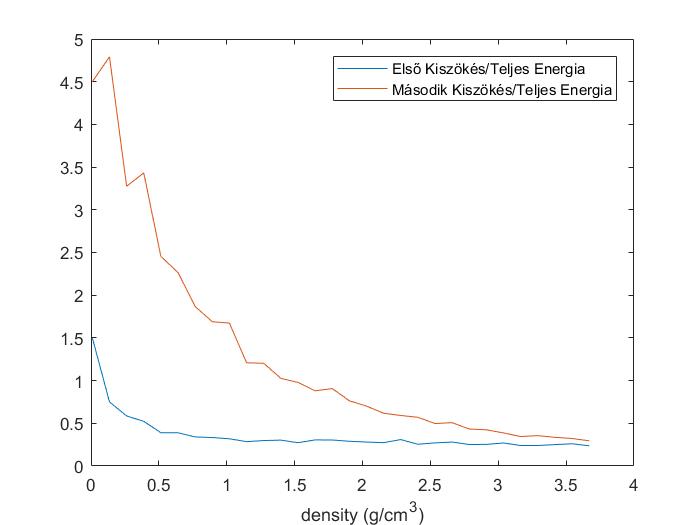 5
4.5
4
3.5
3
2.5
2
1.5
1
0.5
0
Első Kiszökés/Teljes Energia
Második Kiszökés/Teljes Energia
0 0.5 1 1.5 2 2.5 3 3.5 4
density (g/cm³)